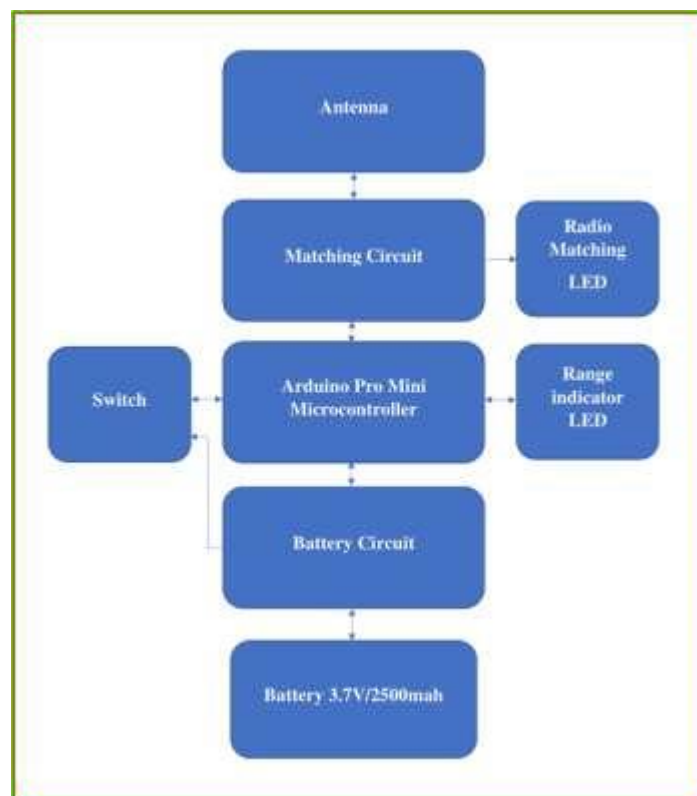 Antenna
Matching Circuit
Radio
Matching
LED
Switch
Arduino Pro Mini
Microcontroller
Range
indicator
LED
Battery Circuit
Battery 3.7V/2500mah